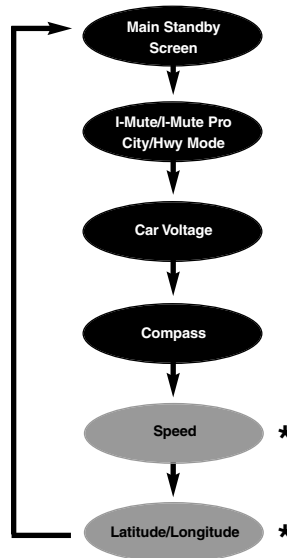 Main Standby
Screen
I-Mute/I-Mute Pro
City/Hwy Mode
Car Voltage
Compass
Speed *
Latitude/Longitude *